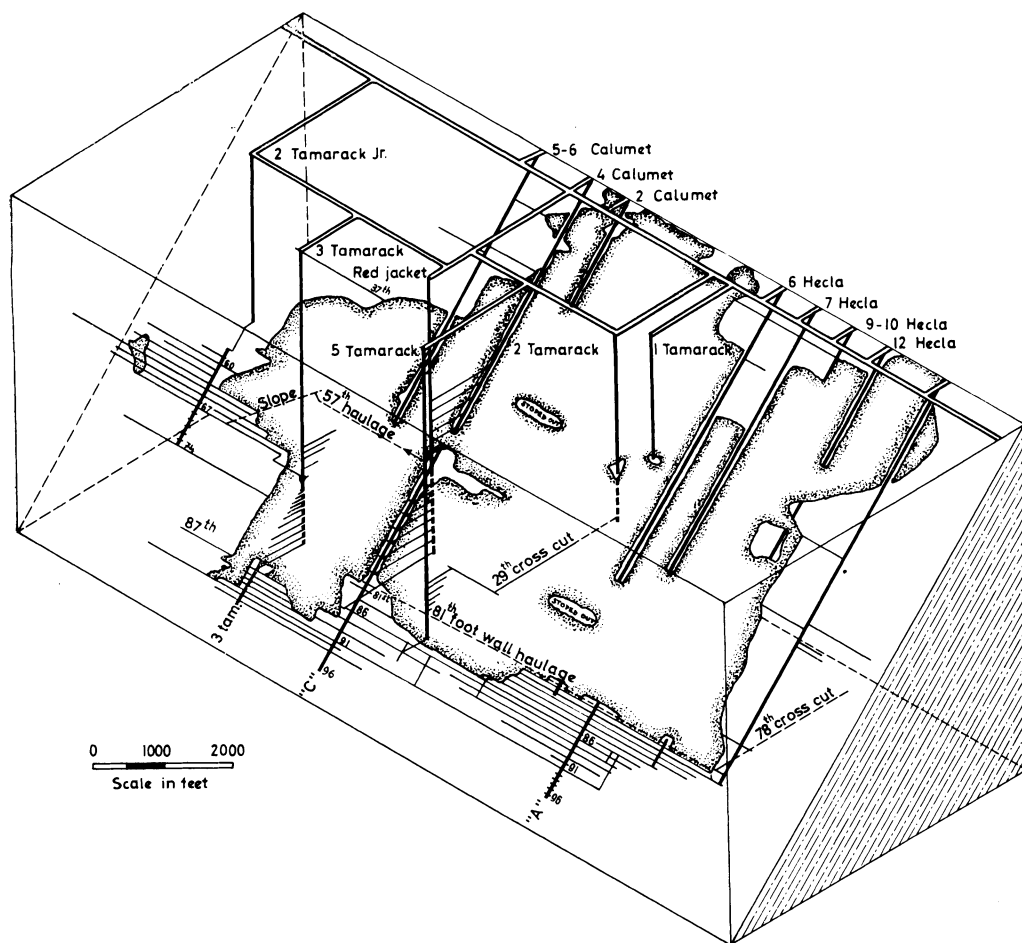 5-6 Calumet
4 Calumet
2 Calumet
2 Tamarack Jr.
3 Tamarack
Red jacket
37th
6 Hecla
7 Hecla
9-10 Hecla
12 Hecla
5 Tamarack
2 Tamarack
1 Tamarack
60
Slope
57th haulage
67
STOPED OUT
87th
29th cross cut
STOPED OUT
81st
81th foot wall haulage
86
91
96
3 tam.
"C"
78th cross cut
86
91
96
"A"
0 1000 2000
Scale in feet